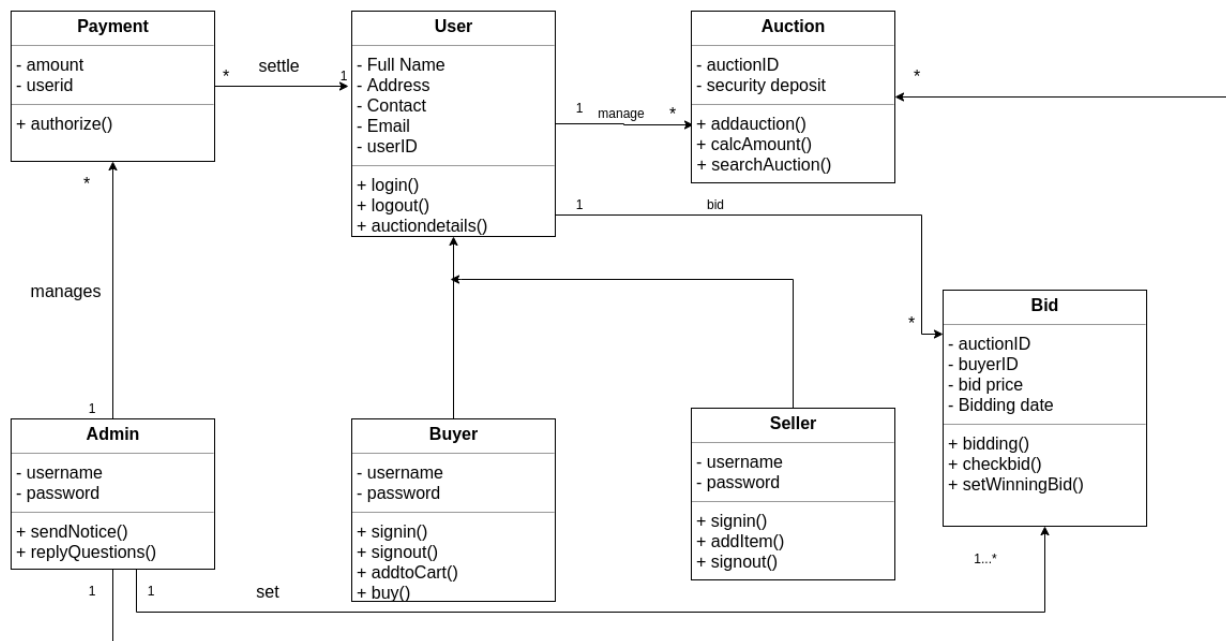 Payment
- amount
- userid
+ authorize()
*
settle
1
User
- Full Name
- Address
- Contact
- Email
- userID
+ login()
+ logout()
+ auctiondetails()
1
manage
*
Auction
- auctionID
- security deposit
+ addauction()
+ calcAmount()
+ searchAuction()
*
1
bid
*
*
manages
1
Bid
- auctionID
- buyerID
- bid price
- Bidding date
+ bidding()
+ checkbid()
+ setWinningBid()
Admin
- username
- password
+ sendNotice()
+ replyQuestions()
Buyer
- username
- password
+ signin()
+ signout()
+ addtoCart()
+ buy()
Seller
- username
- password
+ signin()
+ addItem()
+ signout()
1
1
set
1...*